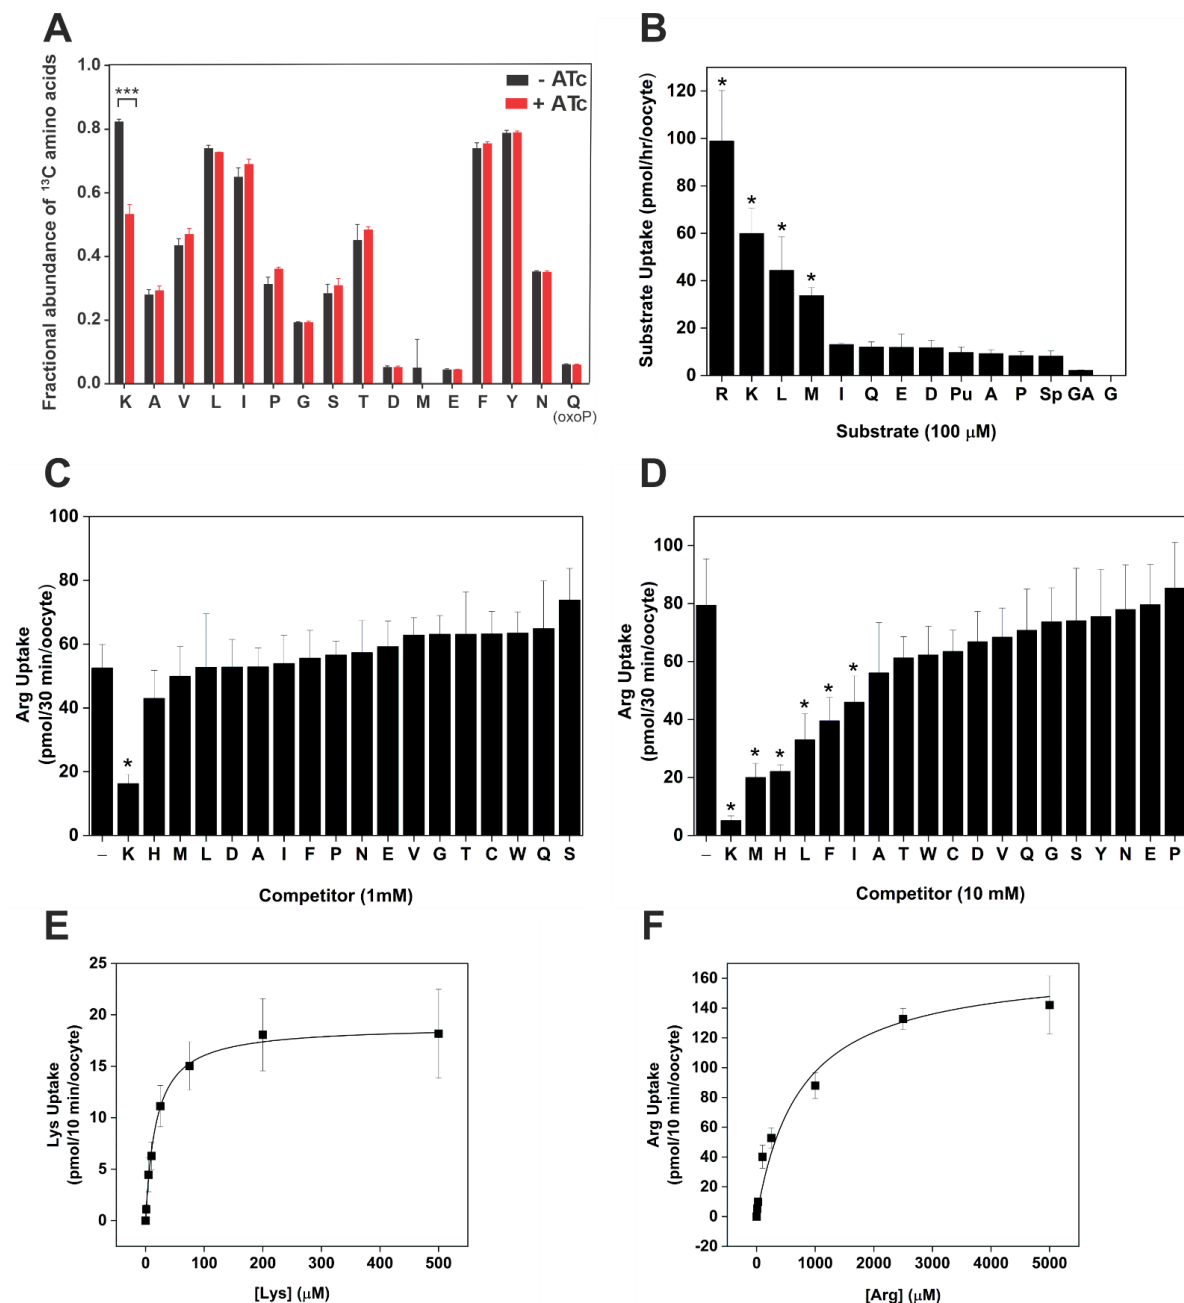 A
Fractional abundance of ¹³C amino acids
1.0
0.8
0.6
0.4
0.2
0.0
***
- ATc
+ ATc
K A V L I P G S T D M E F Y N Q
(oxoP)
B
Substrate Uptake (pmol/hr/oocyte)
120
100
80
60
40
20
0
*
*
*
*
R K L M I Q E D Pu A P Sp GA G
Substrate (100 μM)
C
Arg Uptake
(pmol/30 min/oocyte)
100
80
60
40
20
0
*
– K H M L D A I F P N E V G T C W Q S
Competitor (1mM)
D
Arg Uptake
(pmol/30 min/oocyte)
100
80
60
40
20
0
*
*
*
*
*
*
– K M H L F I A T W C D V Q G S Y N E P
Competitor (10 mM)
E
Lys Uptake
(pmol/10 min/oocyte)
25
20
15
10
5
0
0 100 200 300 400 500
[Lys] (μM)
F
Arg Uptake
(pmol/10 min/oocyte)
160
140
120
100
80
60
40
20
0
-20
0 1000 2000 3000 4000 5000
[Arg] (μM)